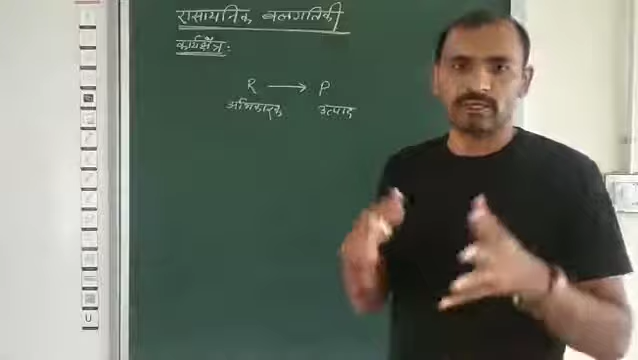 रासायनिक बलगतिकी
कार्यक्षेत्र:
R → P
अभिकारक उत्पाद
U